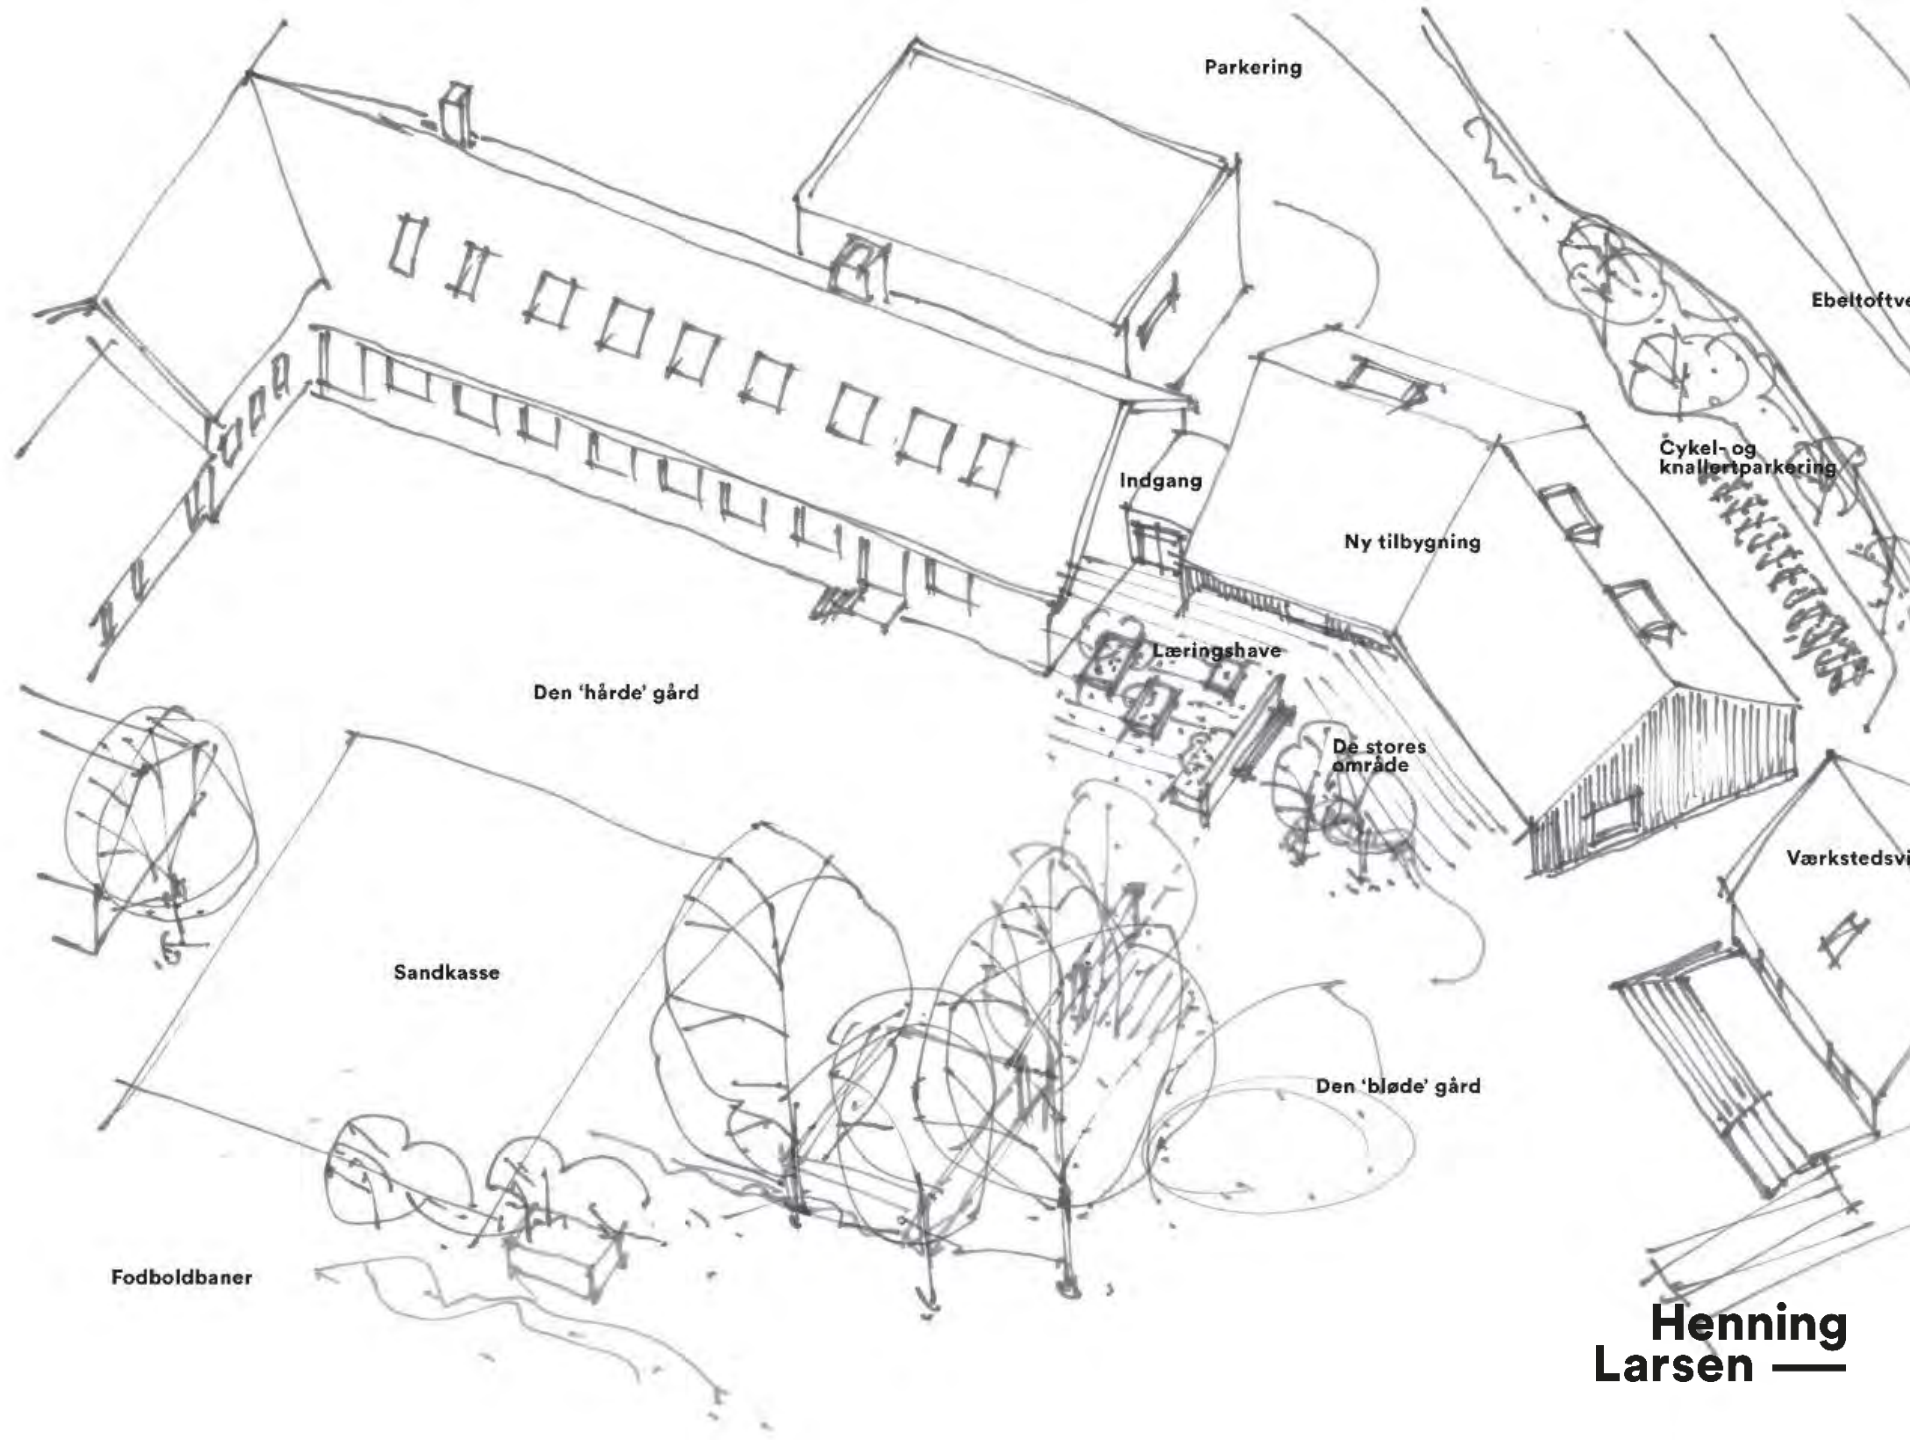 Parkering
Ebeltoftve
Cykel- og
knallertparkering
Indgang
Ny tilbygning
Læringshave
Den ‘hårde’ gård
De stores
område
Værkstedsvi
Sandkasse
Den ‘bløde’ gård
Fodboldbaner
Henning
Larsen —